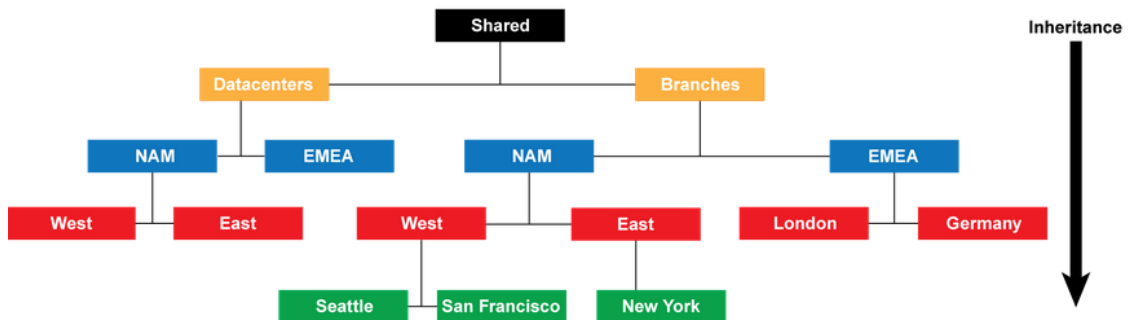 Shared
Inheritance
Datacenters
Branches
NAM
EMEA
NAM
EMEA
West
East
West
East
London
Germany
Seattle
San Francisco
New York